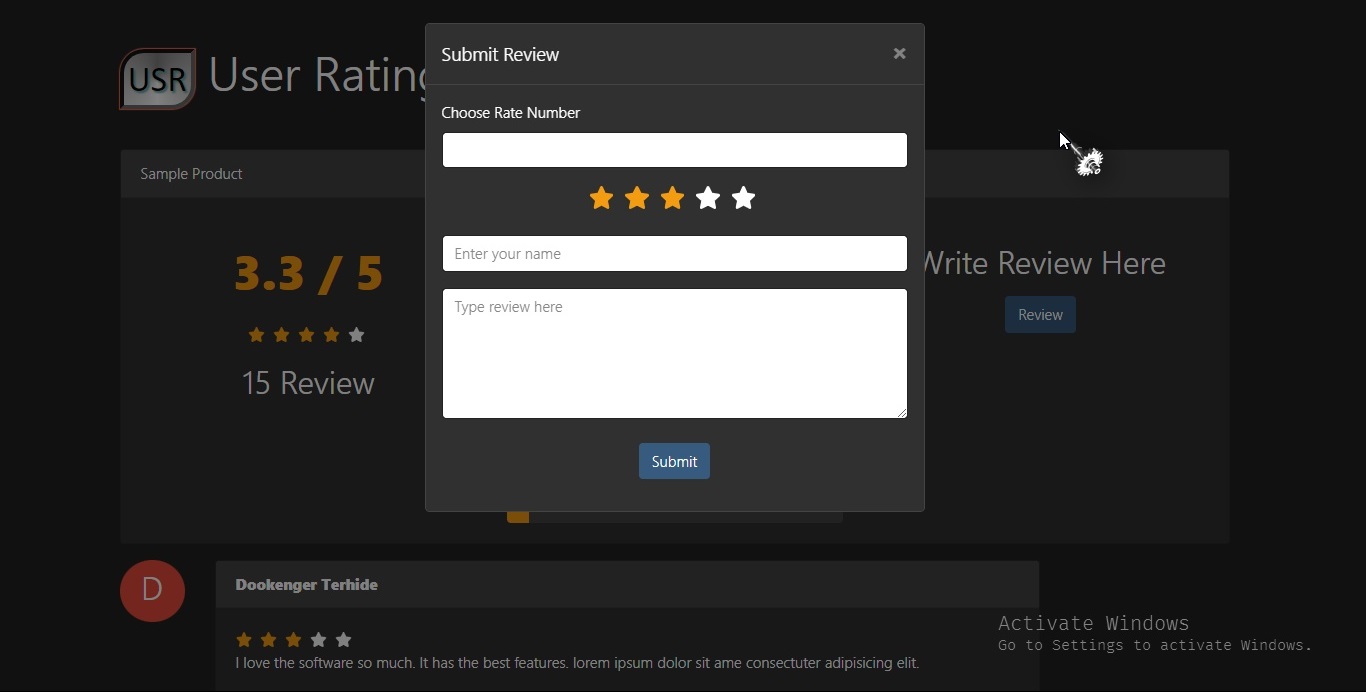 Submit Review
×
USR User Rating
Choose Rate Number
Sample Product
Enter your name
3.3 / 5
Write Review Here
Type review here
Review
15 Review
Submit
D
Dookenger Terhide
Activate Windows
Go to Settings to activate Windows.
I love the software so much. It has the best features. lorem ipsum dolor sit ame consectuter adipisicing elit.